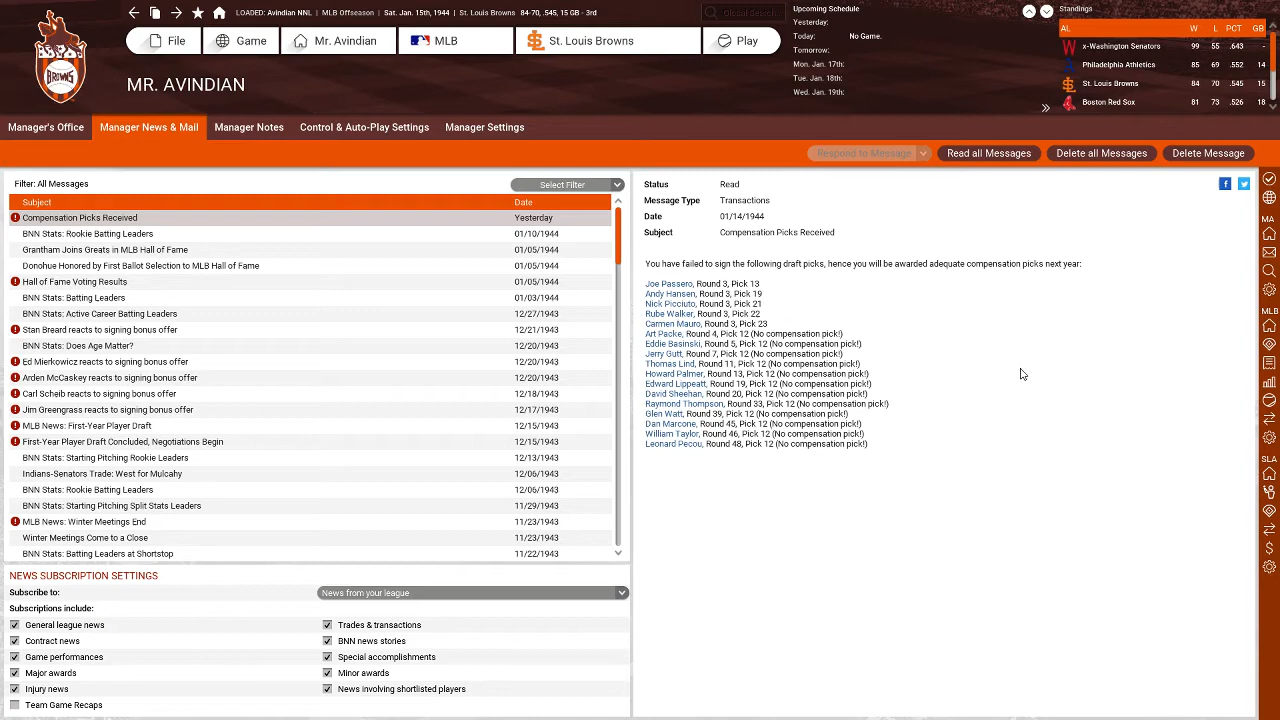 LOADED: Avindian NNL | MLB Offseason | Sat. Jan. 15th, 1944 | St. Louis Browns 84-70, .545, 15 GB - 3rd
Global Search...
File
Game
Mr. Avindian
MLB
St. Louis Browns
Play
BROWNS
MR. AVINDIAN
Upcoming Schedule
Yesterday:
Today: No Game.
Tomorrow:
Mon. Jan. 17th:
Tue. Jan. 18th:
Wed. Jan. 19th:
Standings
AL W L PCT GB
x-Washington Senators 99 55 .643 -
Philadelphia Athletics 85 69 .552 14
St. Louis Browns 84 70 .545 15
Boston Red Sox 81 73 .526 18
Manager's Office
Manager News & Mail
Manager Notes
Control & Auto-Play Settings
Manager Settings
Respond to Message
Read all Messages
Delete all Messages
Delete Message
Filter: All Messages
Select Filter
Subject Date
Compensation Picks Received Yesterday
BNN Stats: Rookie Batting Leaders 01/10/1944
Grantham Joins Greats in MLB Hall of Fame 01/05/1944
Donohue Honored by First Ballot Selection to MLB Hall of Fame 01/05/1944
Hall of Fame Voting Results 01/05/1944
BNN Stats: Batting Leaders 01/03/1944
BNN Stats: Active Career Batting Leaders 12/27/1943
Stan Breard reacts to signing bonus offer 12/21/1943
BNN Stats: Does Age Matter? 12/20/1943
Ed Mierkowicz reacts to signing bonus offer 12/20/1943
Arden McCaskey reacts to signing bonus offer 12/20/1943
Carl Scheib reacts to signing bonus offer 12/18/1943
Jim Greengrass reacts to signing bonus offer 12/17/1943
MLB News: First-Year Player Draft 12/15/1943
First-Year Player Draft Concluded, Negotiations Begin 12/15/1943
BNN Stats: Starting Pitching Rookie Leaders 12/13/1943
Indians-Senators Trade: West for Mulcahy 12/06/1943
BNN Stats: Rookie Batting Leaders 12/06/1943
BNN Stats: Starting Pitching Split Stats Leaders 11/29/1943
MLB News: Winter Meetings End 11/23/1943
Winter Meetings Come to a Close 11/23/1943
BNN Stats: Batting Leaders at Shortstop 11/22/1943
NEWS SUBSCRIPTION SETTINGS
Subscribe to: News from your league
Subscriptions include:
General league news Trades & transactions
Contract news BNN news stories
Game performances Special accomplishments
Major awards Minor awards
Injury news News involving shortlisted players
Team Game Recaps
Status Read
Message Type Transactions
Date 01/14/1944
Subject Compensation Picks Received
You have failed to sign the following draft picks, hence you will be awarded adequate compensation picks next year:
Joe Passero, Round 3, Pick 13
Andy Hansen, Round 3, Pick 19
Nick Picciuto, Round 3, Pick 21
Rube Walker, Round 3, Pick 22
Carmen Mauro, Round 3, Pick 23
Art Packe, Round 4, Pick 12 (No compensation pick!)
Eddie Basinski, Round 5, Pick 12 (No compensation pick!)
Jerry Gutt, Round 7, Pick 12 (No compensation pick!)
Thomas Lind, Round 11, Pick 12 (No compensation pick!)
Howard Palmer, Round 13, Pick 12 (No compensation pick!)
Edward Lippeatt, Round 19, Pick 12 (No compensation pick!)
David Sheehan, Round 20, Pick 12 (No compensation pick!)
Raymond Thompson, Round 33, Pick 12 (No compensation pick!)
Glen Watt, Round 39, Pick 12 (No compensation pick!)
Dan Marcone, Round 45, Pick 12 (No compensation pick!)
William Taylor, Round 46, Pick 12 (No compensation pick!)
Leonard Pecou, Round 48, Pick 12 (No compensation pick!)
MA
MLB
SLA